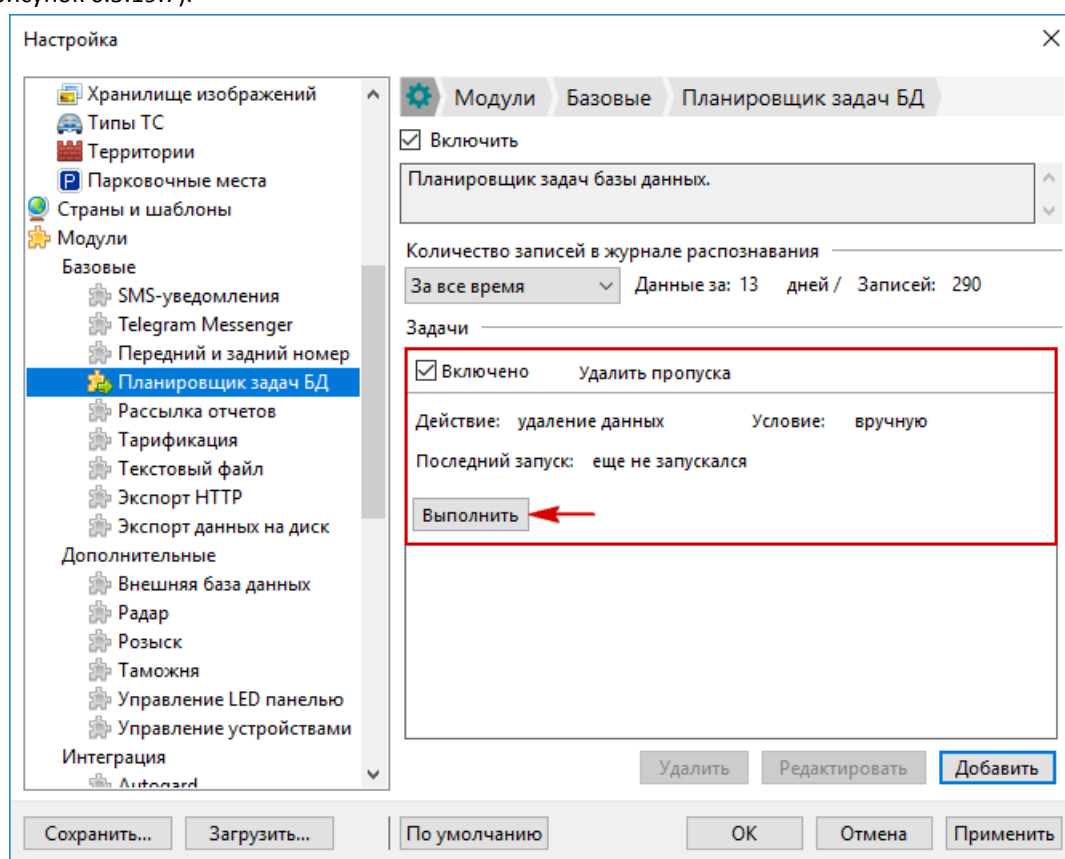 Настройка
Хранилище изображений
Типы ТС
Территории
Парковочные места
Страны и шаблоны
Модули
Базовые
SMS-уведомления
Telegram Messenger
Передний и задний номер
Планировщик задач БД
Рассылка отчетов
Тарификация
Текстовый файл
Экспорт HTTP
Экспорт данных на диск
Дополнительные
Внешняя база данных
Радар
Розыск
Таможня
Управление LED панелью
Управление устройствами
Интеграция
Autogard
Модули Базовые Планировщик задач БД
Включить
Планировщик задач базы данных.
Количество записей в журнале распознавания
За все время Данные за: 13 дней / Записей: 290
Задачи
Включено Удалить пропуска
Действие: удаление данных Условие: вручную
Последний запуск: еще не запускался
Выполнить
Удалить Редактировать Добавить
Сохранить... Загрузить... По умолчанию ОК Отмена Применить